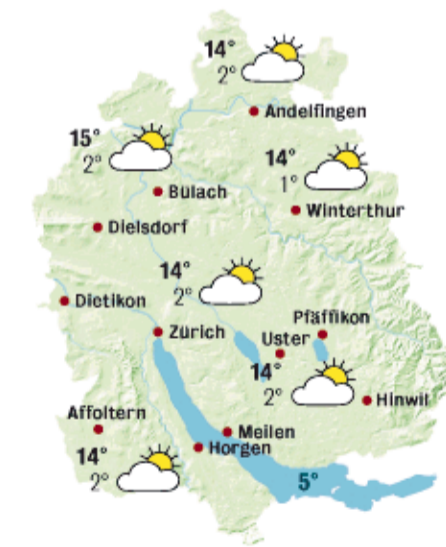 14°
2°
Andelfingen
15°
2°
14°
1°
Bülach
Winterthur
Dielsdorf
14°
2°
Dietikon
Pfäffikon
Zürich
Uster
14°
2°
Hinwil
Affoltern
Meilen
14°
Horgen
2°
5°